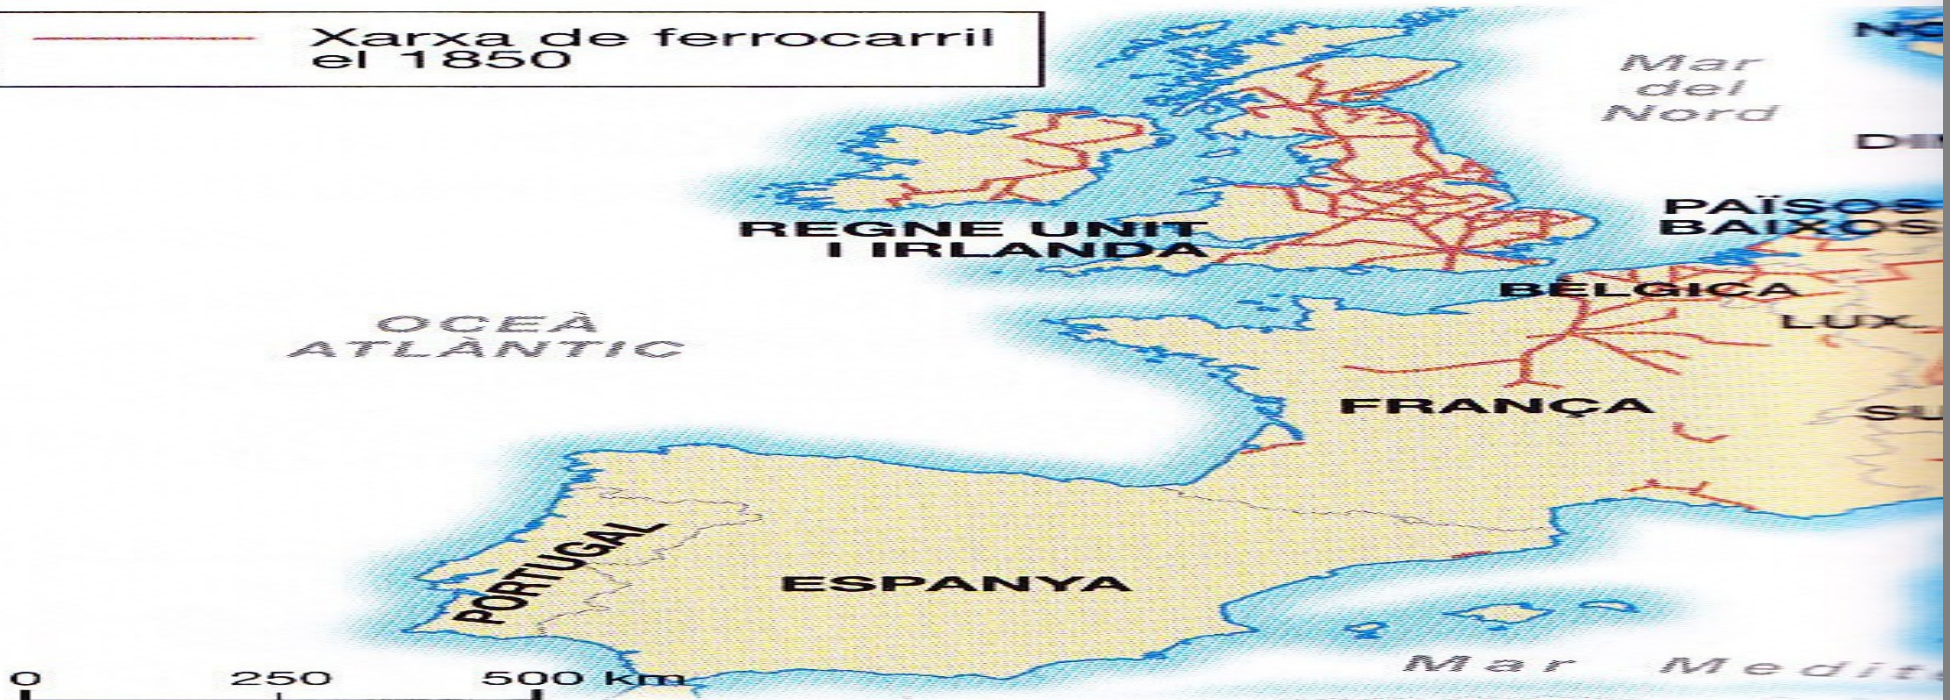 Xarxa de ferrocarril
el 1850
Mar
del
Nord
PAÏSOS
BAIXOS
REGNE UNIT
I IRLANDA
BÈLGICA
LUX.
OCEÀ
ATLÀNTIC
FRANÇA
PORTUGAL
ESPANYA
Mar
0 250 500 km